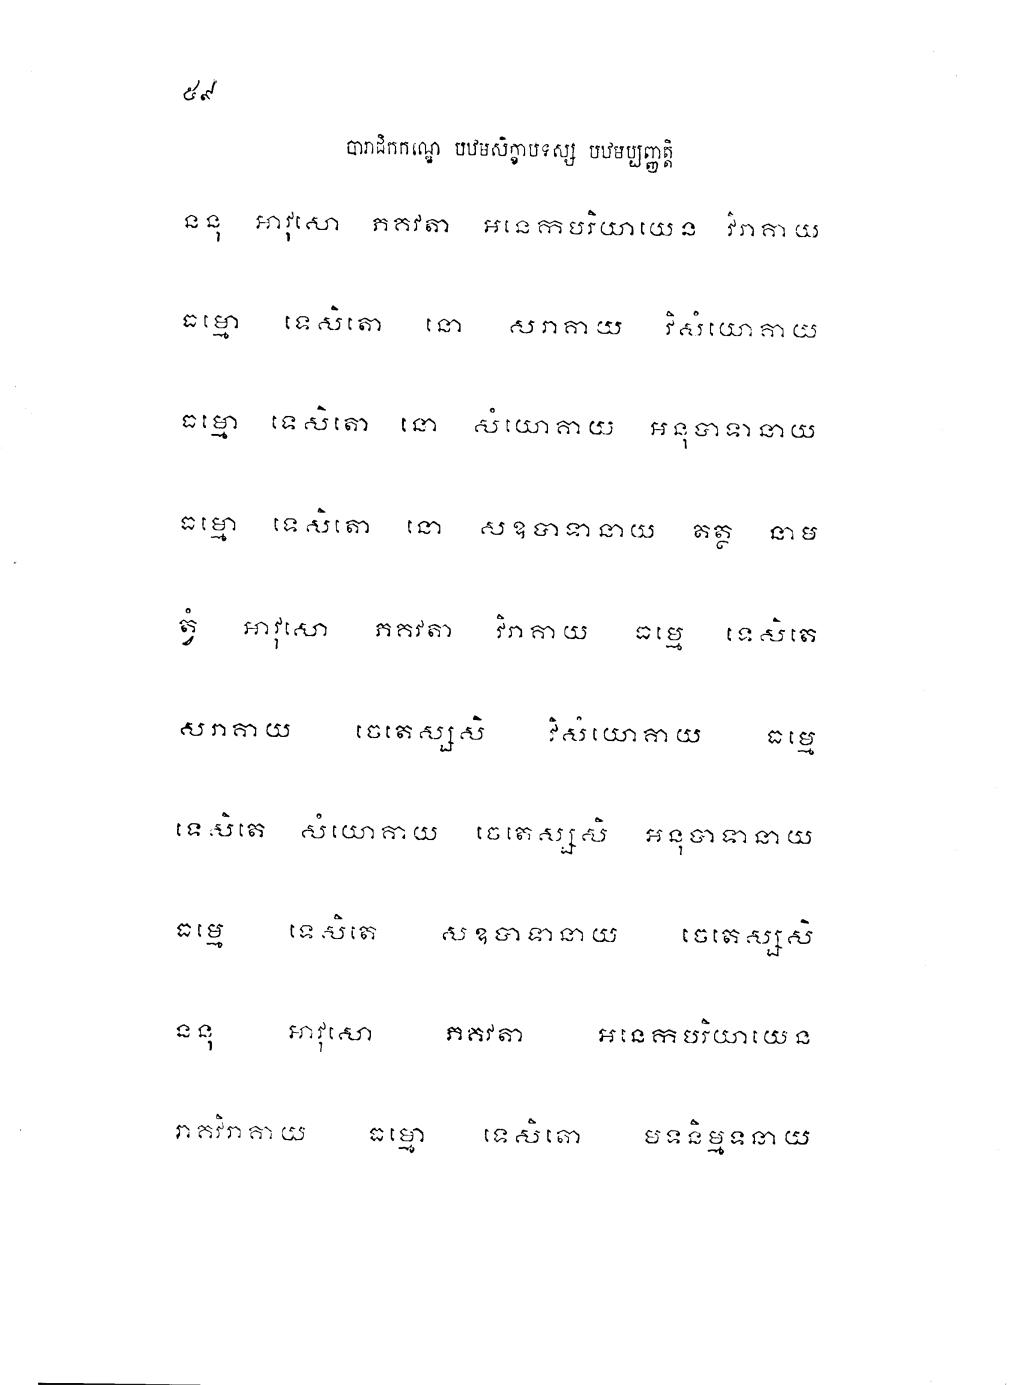 ៥៩
បារាជិកកណ្ឌេ បឋមសិក្ខាបទស្ស បឋមប្បញ្ញត្តិ
ននុ អាវុសោ ភគវតា អនេកបរិយាយេន វិរាគាយ
ធម្មោ ទេសិតោ នោ សរាគាយ វិសំយោគាយ
ធម្មោ ទេសិតោ នោ សំយោគាយ អនុបាទានាយ
ធម្មោ ទេសិតោ នោ សឧបាទានាយ តត្ថ នាម
ត្វំ អាវុសោ ភគវតា វិរាគាយ ធម្មេ ទេសិតេ
សរាគាយ ចេតេស្សសិ វិសំយោគាយ ធម្មេ
ទេសិតេ សំយោគាយ ចេតេស្សសិ អនុបាទានាយ
ធម្មេ ទេសិតេ សឧបាទានាយ ចេតេស្សសិ
ននុ អាវុសោ ភគវតា អនេកបរិយាយេន
រាគវិរាគាយ ធម្មោ ទេសិតោ មទនិម្មទនាយ